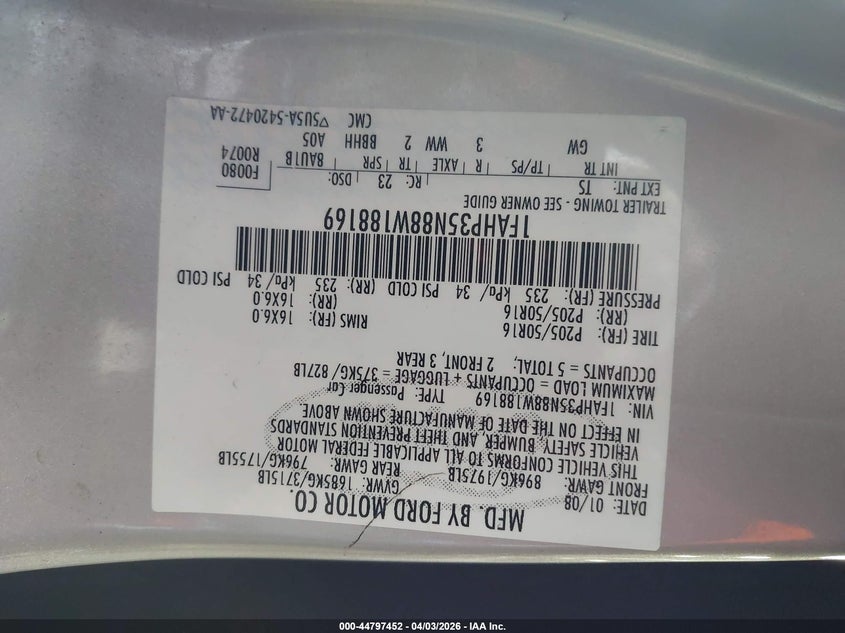 MFD. BY FORD MOTOR CO.
DATE: 01/08 GVWR: 1685KG/3715LB
FRONT GAWR: 896KG/1975LB REAR GAWR: 796KG/1755LB
THIS VEHICLE CONFORMS TO ALL APPLICABLE FEDERAL MOTOR
VEHICLE SAFETY, BUMPER, AND THEFT PREVENTION STANDARDS
IN EFFECT ON THE DATE OF MANUFACTURE SHOWN ABOVE.
VIN: 1FAHP35N88W188169 TYPE: Passenger Car
MAXIMUM LOAD = OCCUPANTS + LUGGAGE = 375KG/ 827LB
OCCUPANTS = 5 TOTAL: 2 FRONT, 3 REAR
TIRE (FR): P205/50R16 RIMS (FR): 16X6.0
(RR): P205/50R16 (RR): 16X6.0
PRESSURE (FR): 235 kPa/ 34 PSI COLD (RR): 235 kPa/ 34 PSI COLD
1FAHP35N88W188169
TRAILER TOWING - SEE OWNER GUIDE
EXT PNT: TS RC: 23 DSO: F0080
R0074
INT TR TP/PS R AXLE TR SPR 8AU1B
GW 3 WW 2 BBHH A05
CMC ▽5U5A-5420472-AA
000-44797452 04/03/2026 - IAA Inc.